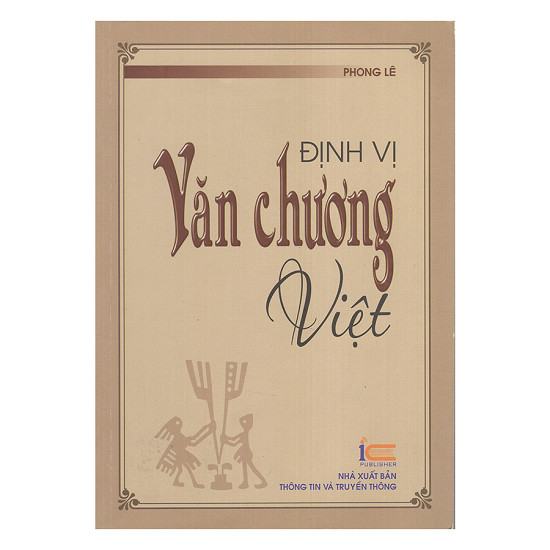 PHONG LÊ
ĐỊNH VỊ
Văn chương
Việt
iC
PUBLISHER
NHÀ XUẤT BẢN
THÔNG TIN VÀ TRUYỀN THÔNG